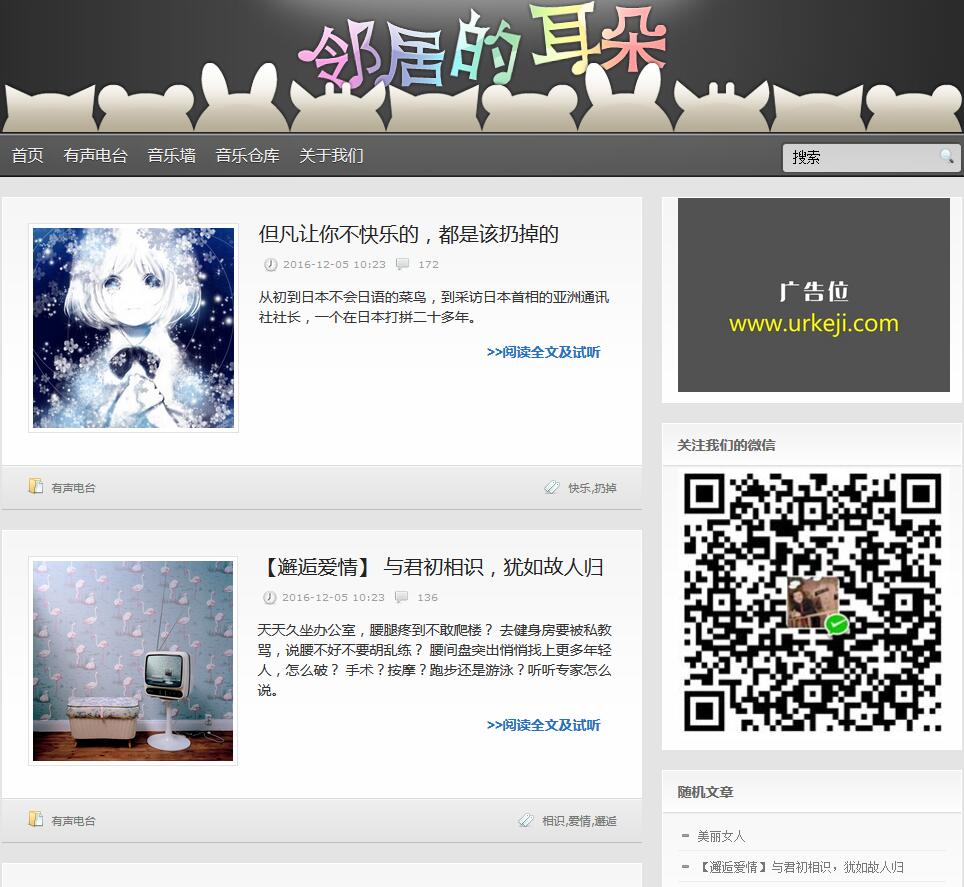 邻居的耳朵
首页 有声电台 音乐墙 音乐仓库 关于我们 搜索
但凡让你不快乐的，都是该扔掉的
2016-12-05 10:23 172
从初到日本不会日语的菜鸟，到采访日本首相的亚洲通讯
社社长，一个在日本打拼二十多年。
>>阅读全文及试听
有声电台 快乐,扔掉
【邂逅爱情】 与君初相识，犹如故人归
2016-12-05 10:23 136
天天久坐办公室，腰腿疼到不敢爬楼？ 去健身房要被私教
骂，说腰不好不要胡乱练？ 腰间盘突出悄悄找上更多年轻
人，怎么破？ 手术？按摩？跑步还是游泳？听听专家怎么
说。
>>阅读全文及试听
有声电台 相识,爱情,邂逅
广告位
www.urkeji.com
关注我们的微信
随机文章
美丽女人
【邂逅爱情】与君初相识，犹如故人归